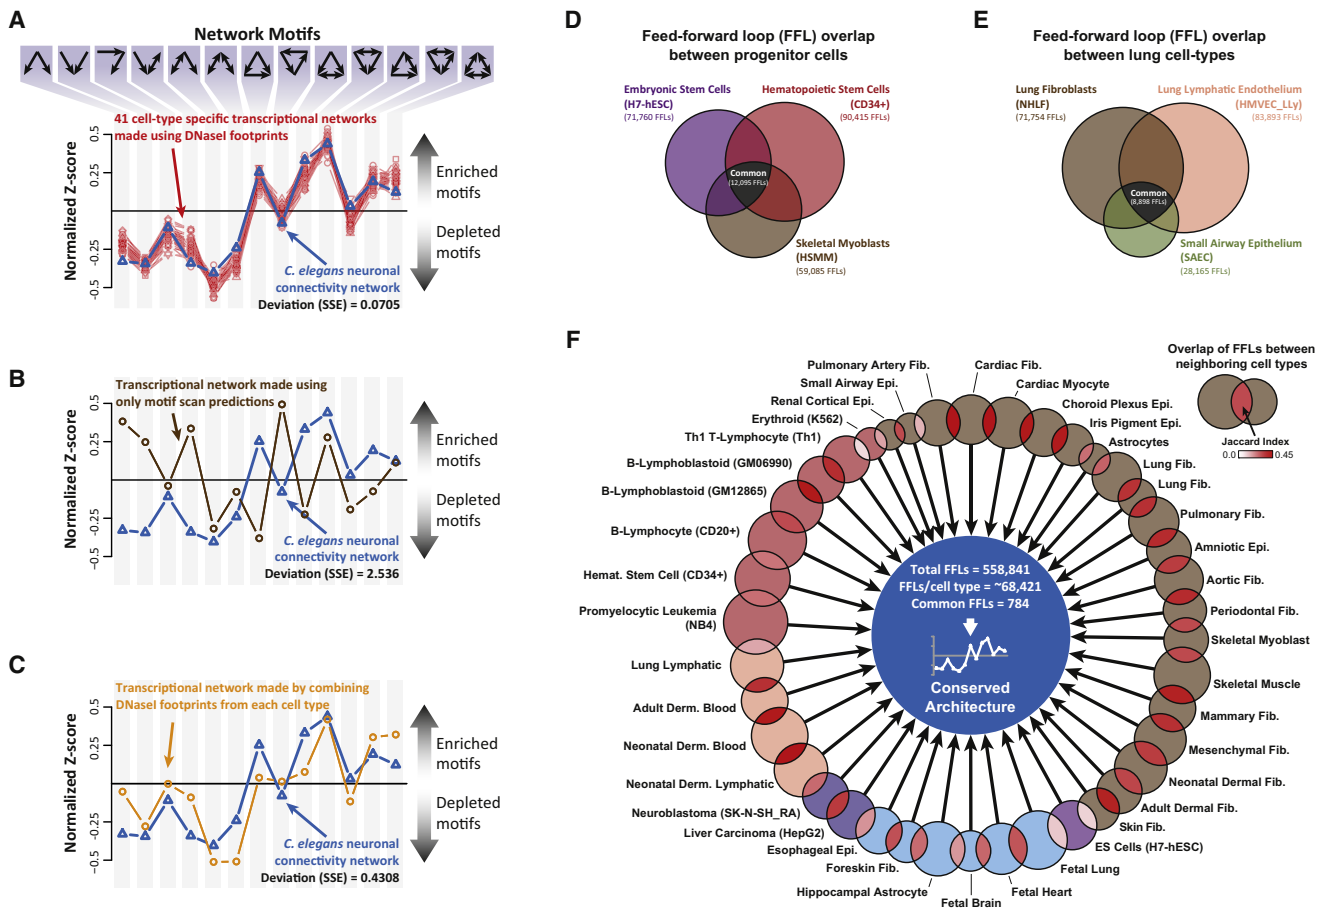 A
Network Motifs
41 cell-type specific transcriptional networks
made using DNaseI footprints
0.5
0.25
-0.25
-0.5
Normalized Z-score
Enriched
motifs
Depleted
motifs
C. elegans neuronal
connectivity network
Deviation (SSE) = 0.0705
B
Transcriptional network made using
only motif scan predictions
0.5
0.25
-0.25
-0.5
Normalized Z-score
Enriched
motifs
Depleted
motifs
C. elegans neuronal
connectivity network
Deviation (SSE) = 2.536
C
Transcriptional network made by combining
DNaseI footprints from each cell type
0.5
0.25
-0.25
-0.5
Normalized Z-score
Enriched
motifs
Depleted
motifs
C. elegans neuronal
connectivity network
Deviation (SSE) = 0.4308
D
Feed-forward loop (FFL) overlap
between progenitor cells
Embryonic Stem Cells
(H7-hESC)
(71,760 FFLs)
Hematopoietic Stem Cells
(CD34+)
(90,415 FFLs)
Common
(12,095 FFLs)
Skeletal Myoblasts
(HSMM)
(59,085 FFLs)
E
Feed-forward loop (FFL) overlap
between lung cell-types
Lung Fibroblasts
(NHLF)
(71,754 FFLs)
Lung Lymphatic Endothelium
(HMVEC_LLy)
(83,893 FFLs)
Common
(8,898 FFLs)
Small Airway Epithelium
(SAEC)
(28,165 FFLs)
F
Overlap of FFLs between
neighboring cell types
Jaccard Index
0.0
0.45
Pulmonary Artery Fib.
Small Airway Epi.
Renal Cortical Epi.
Erythroid (K562)
Th1 T-Lymphocyte (Th1)
B-Lymphoblastoid (GM06990)
B-Lymphoblastoid (GM12865)
B-Lymphocyte (CD20+)
Hemat. Stem Cell (CD34+)
Promyelocytic Leukemia
(NB4)
Lung Lymphatic
Adult Derm. Blood
Neonatal Derm. Blood
Neonatal Derm. Lymphatic
Neuroblastoma (SK-N-SH_RA)
Liver Carcinoma (HepG2)
Esophageal Epi.
Foreskin Fib.
Hippocampal Astrocyte
Fetal Brain
Fetal Heart
Fetal Lung
ES Cells (H7-hESC)
Skin Fib.
Adult Dermal Fib.
Neonatal Dermal Fib.
Mesenchymal Fib.
Mammary Fib.
Skeletal Muscle
Skeletal Myoblast
Periodontal Fib.
Aortic Fib.
Amniotic Epi.
Pulmonary Fib.
Lung Fib.
Lung Fib.
Astrocytes
Iris Pigment Epi.
Choroid Plexus Epi.
Cardiac Myocyte
Cardiac Fib.
Total FFLs = 558,841
FFLs/cell type = ~68,421
Common FFLs = 784
Conserved
Architecture